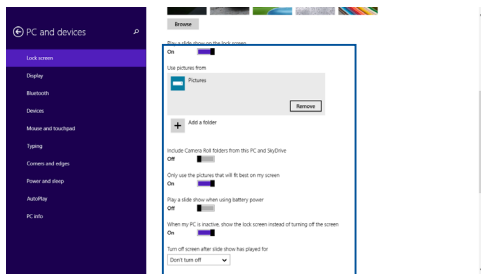 PC and devices
Lock screen
Display
Bluetooth
Devices
Mouse and touchpad
Typing
Corners and edges
Power and sleep
AutoPlay
PC info
Browse
Play a slide show on the lock screen
On
Use pictures from
Pictures
Remove
Add a folder
Include Camera Roll folders from this PC and SkyDrive
Off
Only use the pictures that will fit best on my screen
On
Play a slide show when using battery power
Off
When my PC is inactive, show the lock screen instead of turning off the screen
On
Turn off screen after slide show has played for
Don't turn off